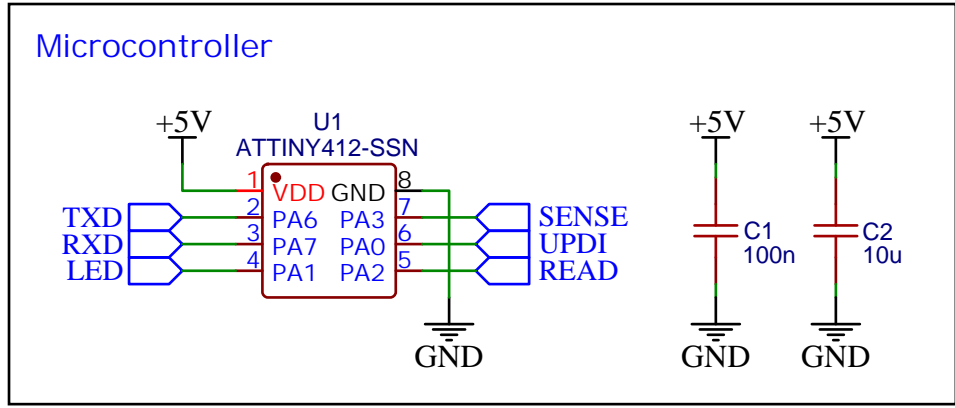 Microcontroller
+5V
U1
ATTINY412-SSN
1 VDD GND 8
TXD 2 PA6 PA3 7 SENSE
RXD 3 PA7 PA0 6 UPDI
LED 4 PA1 PA2 5 READ
GND
+5V +5V
C1 C2
100n 10u
GND GND